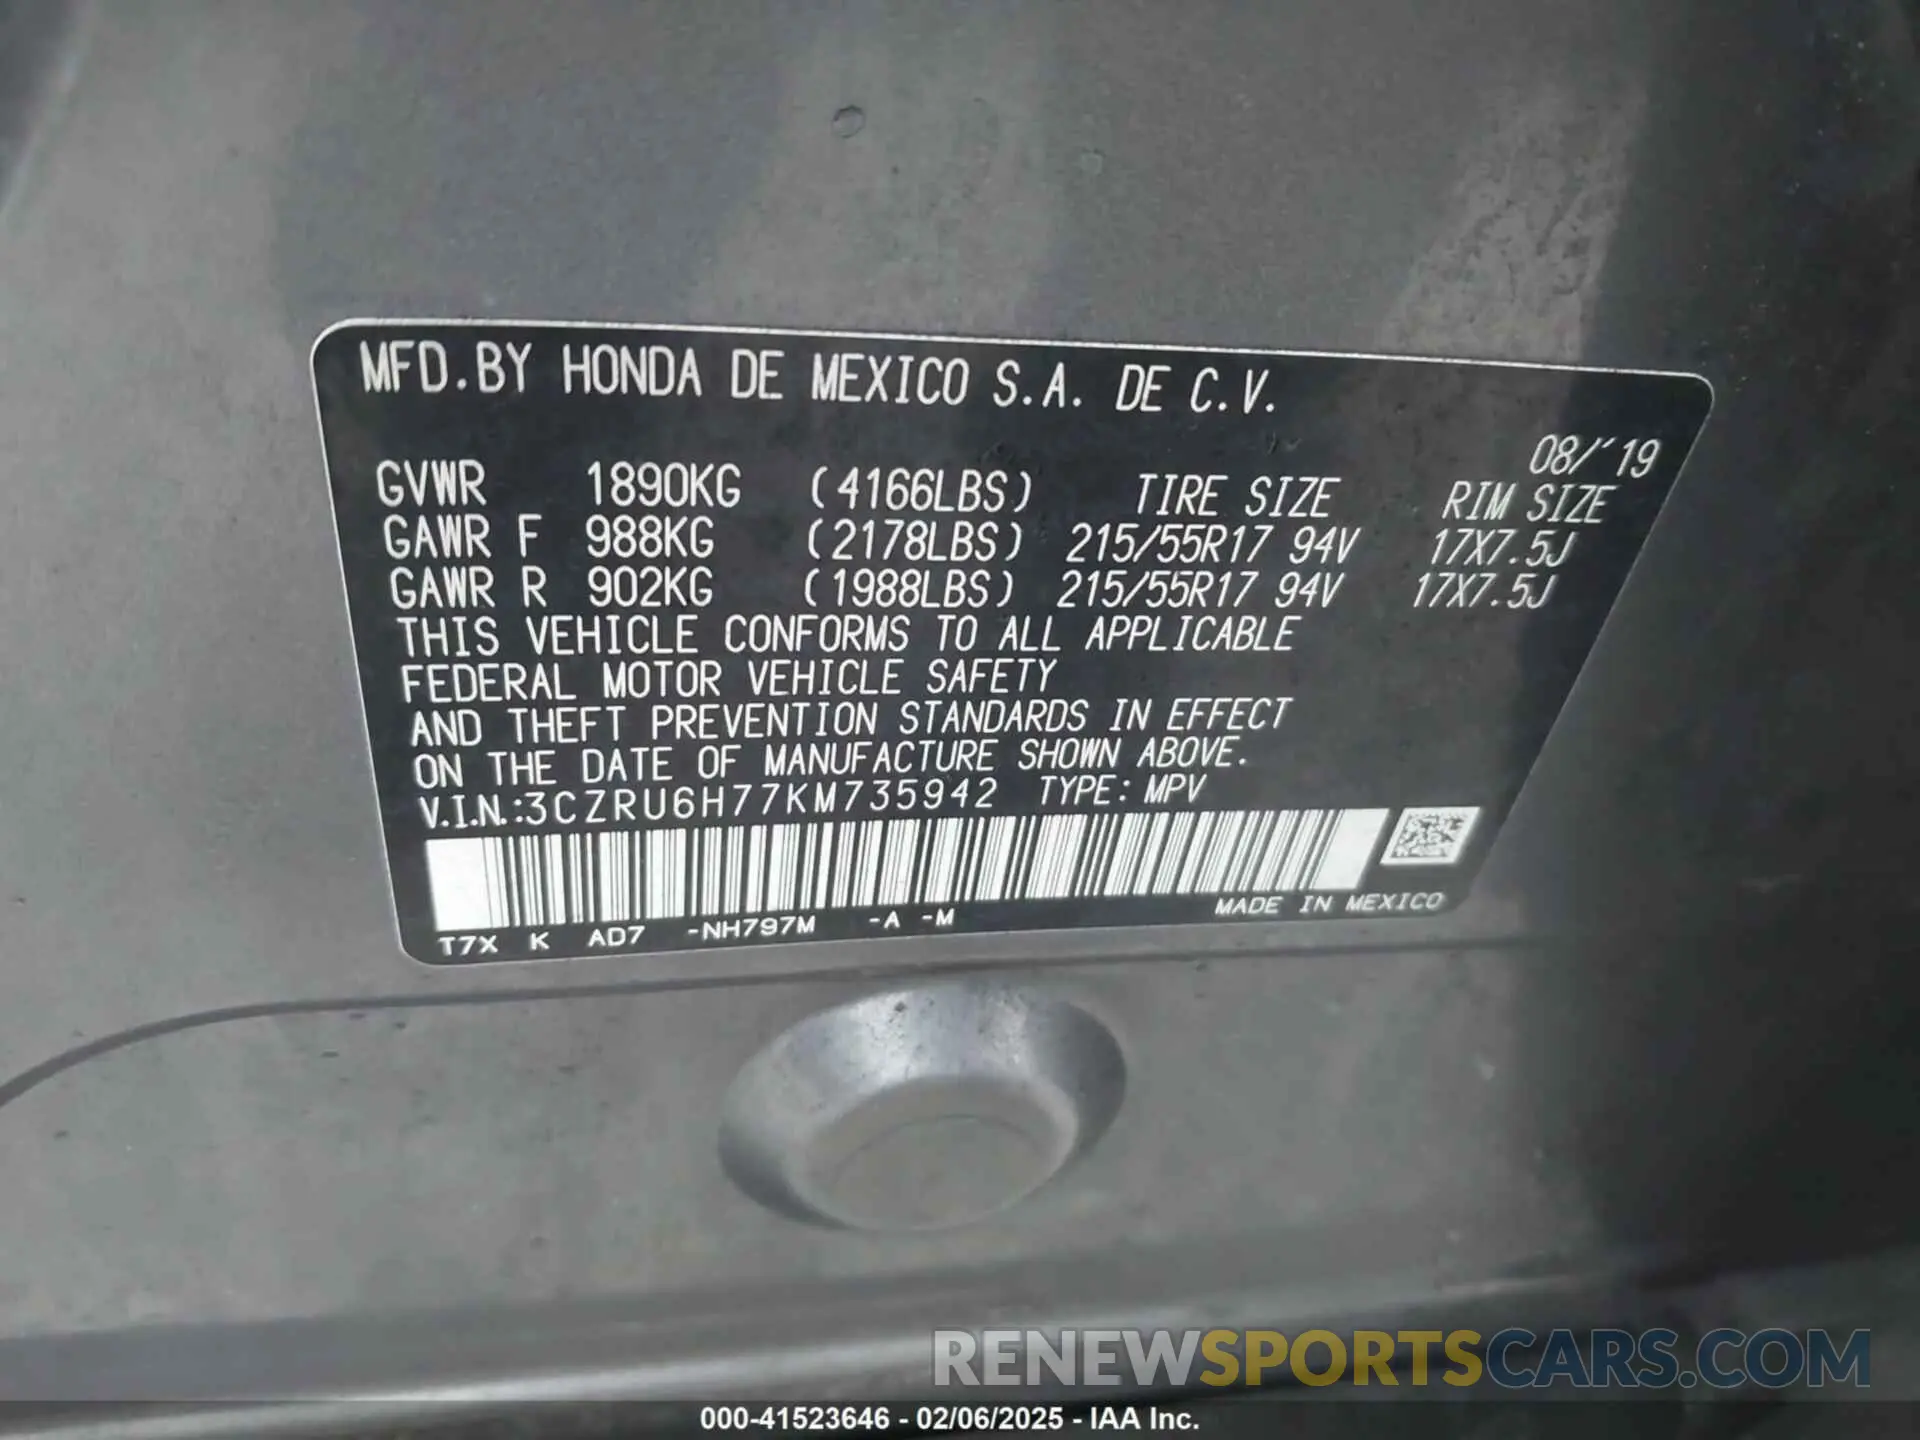 MFD.BY HONDA DE MEXICO S.A. DE C.V.
08/'19
GVWR 1890KG (4166LBS) TIRE SIZE RIM SIZE
GAWR F 988KG (2178LBS) 215/55R17 94V 17X7.5J
GAWR R 902KG (1988LBS) 215/55R17 94V 17X7.5J
THIS VEHICLE CONFORMS TO ALL APPLICABLE
FEDERAL MOTOR VEHICLE SAFETY
AND THEFT PREVENTION STANDARDS IN EFFECT
ON THE DATE OF MANUFACTURE SHOWN ABOVE.
V.I.N.:3CZRU6H77KM735942 TYPE: MPV
T7X K AD7 -NH797M -A -M MADE IN MEXICO
RENEWSPORTSCARS.COM
000-41523646 - 02/06/2025 - IAA Inc.